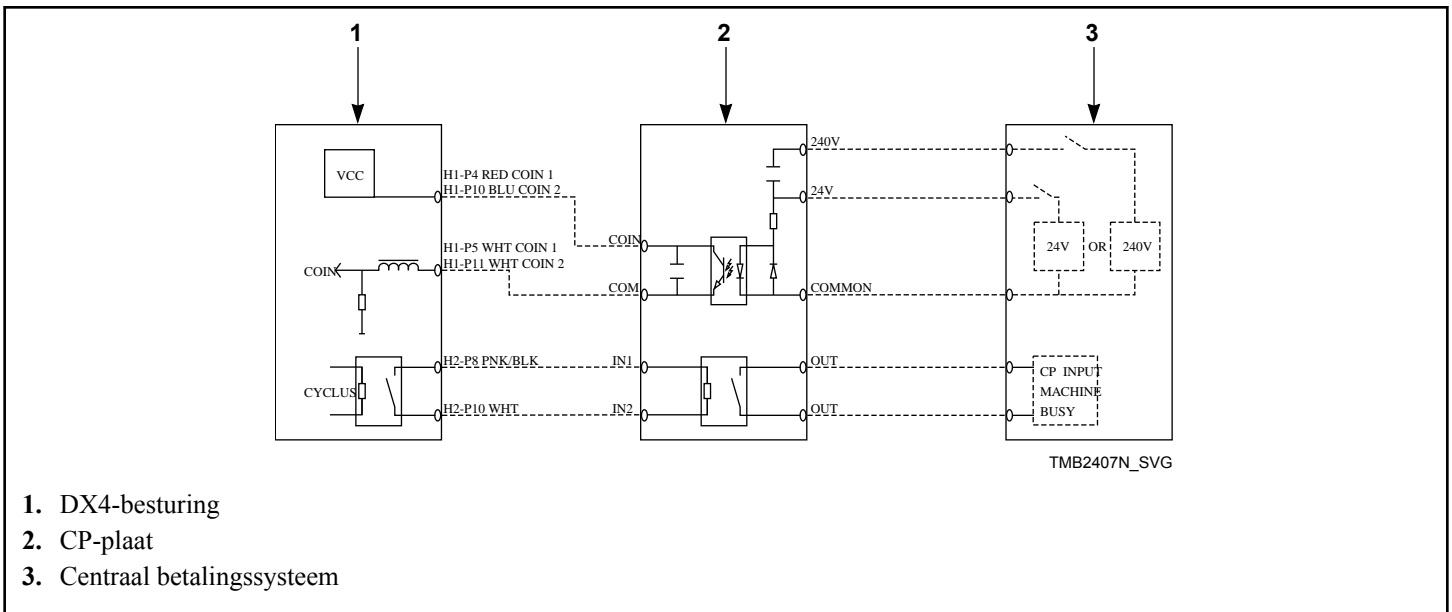 1 2 3
240V
VCC
H1-P4 RED COIN 1
H1-P10 BLU COIN 2
24V
COIN
H1-P5 WHT COIN 1
H1-P11 WHT COIN 2
COIN
24V OR 240V
COM
COMMON
H2-P8 PNK/BLK
IN1
OUT
CP INPUT
CYCLUS
MACHINE
H2-P10 WHT
IN2
OUT
BUSY
TMB2407N_SVG
1. DX4-besturing
2. CP-plaat
3. Centraal betalingssysteem